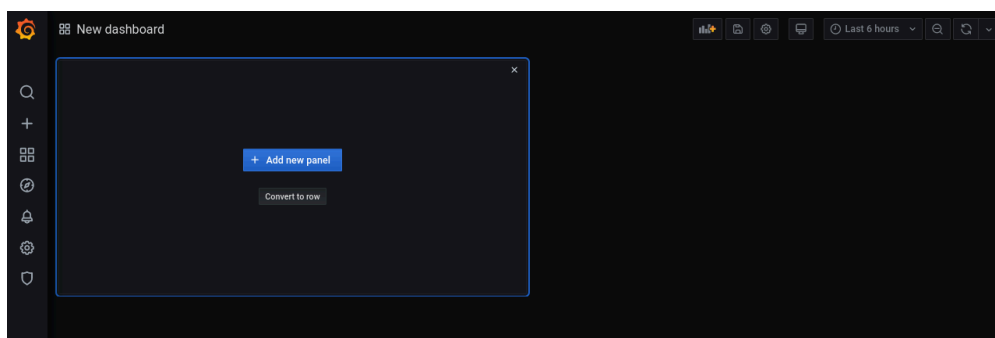 New dashboard
Last 6 hours
+ Add new panel
Convert to row